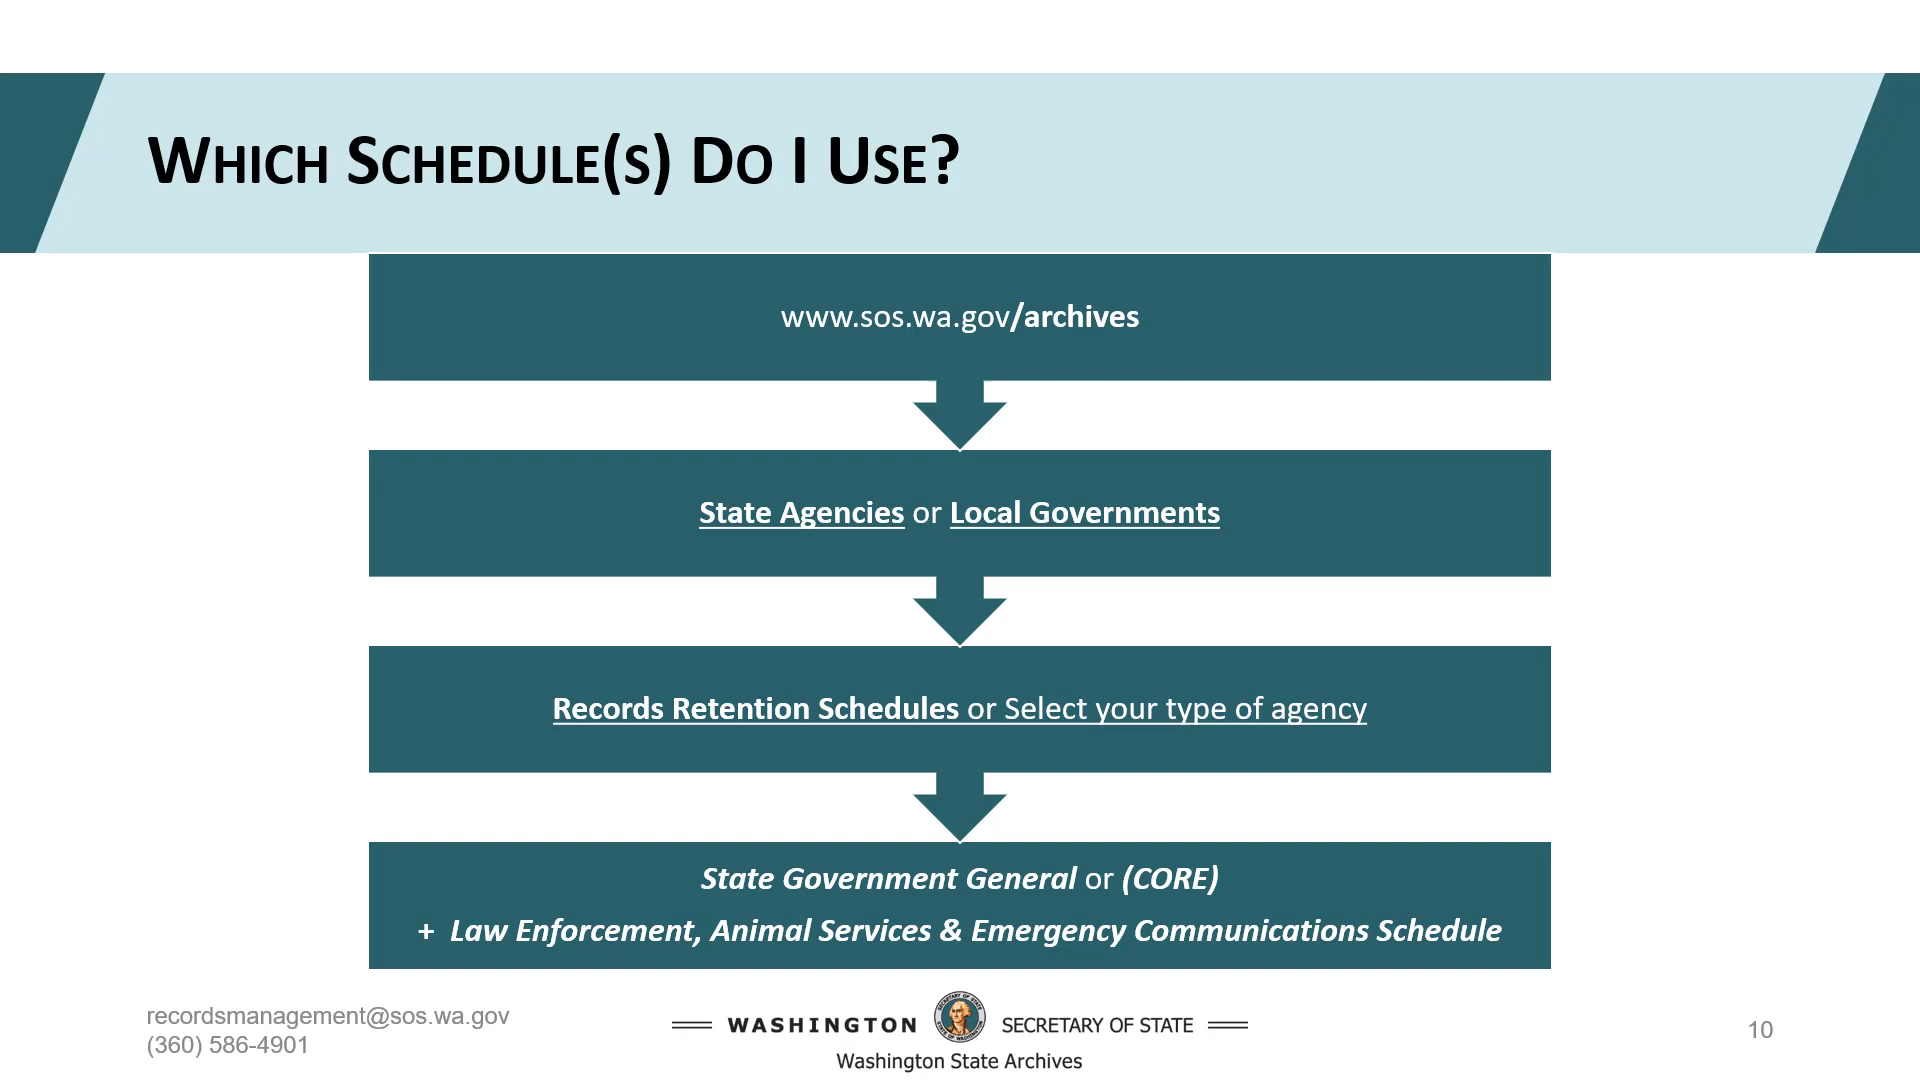 WHICH SCHEDULE(S) DO I USE?
www.sos.wa.gov/archives
State Agencies or Local Governments
Records Retention Schedules or Select your type of agency
State Government General or (CORE)
+ Law Enforcement, Animal Services & Emergency Communications Schedule
recordsmanagement@sos.wa.gov
(360) 586-4901
WASHINGTON SECRETARY OF STATE
Washington State Archives
10